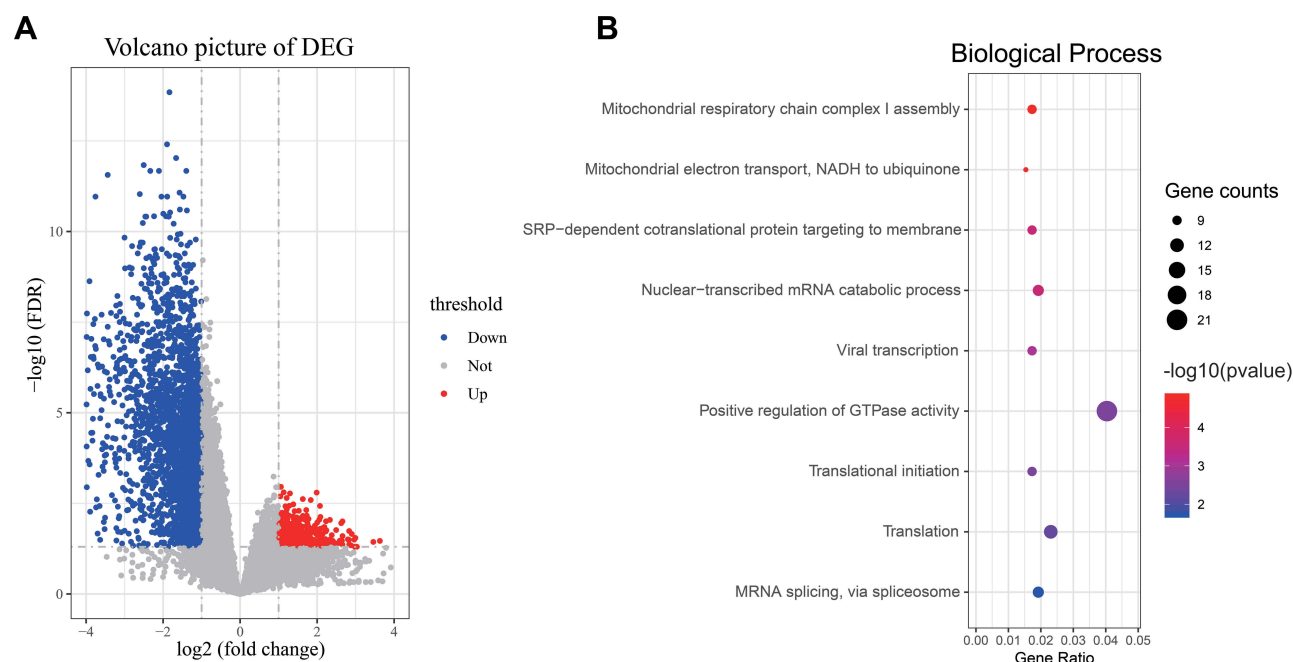 A
Volcano picture of DEG
−log10 (FDR)
10
5
0
−4
−2
0
2
4
log2 (fold change)
threshold
Down
Not
Up
B
Biological Process
Mitochondrial respiratory chain complex I assembly
Mitochondrial electron transport, NADH to ubiquinone
SRP−dependent cotranslational protein targeting to membrane
Nuclear−transcribed mRNA catabolic process
Viral transcription
Positive regulation of GTPase activity
Translational initiation
Translation
MRNA splicing, via spliceosome
0.00 0.01 0.02 0.03 0.04 0.05
Gene Ratio
Gene counts
9
12
15
18
21
-log10(pvalue)
4
3
2